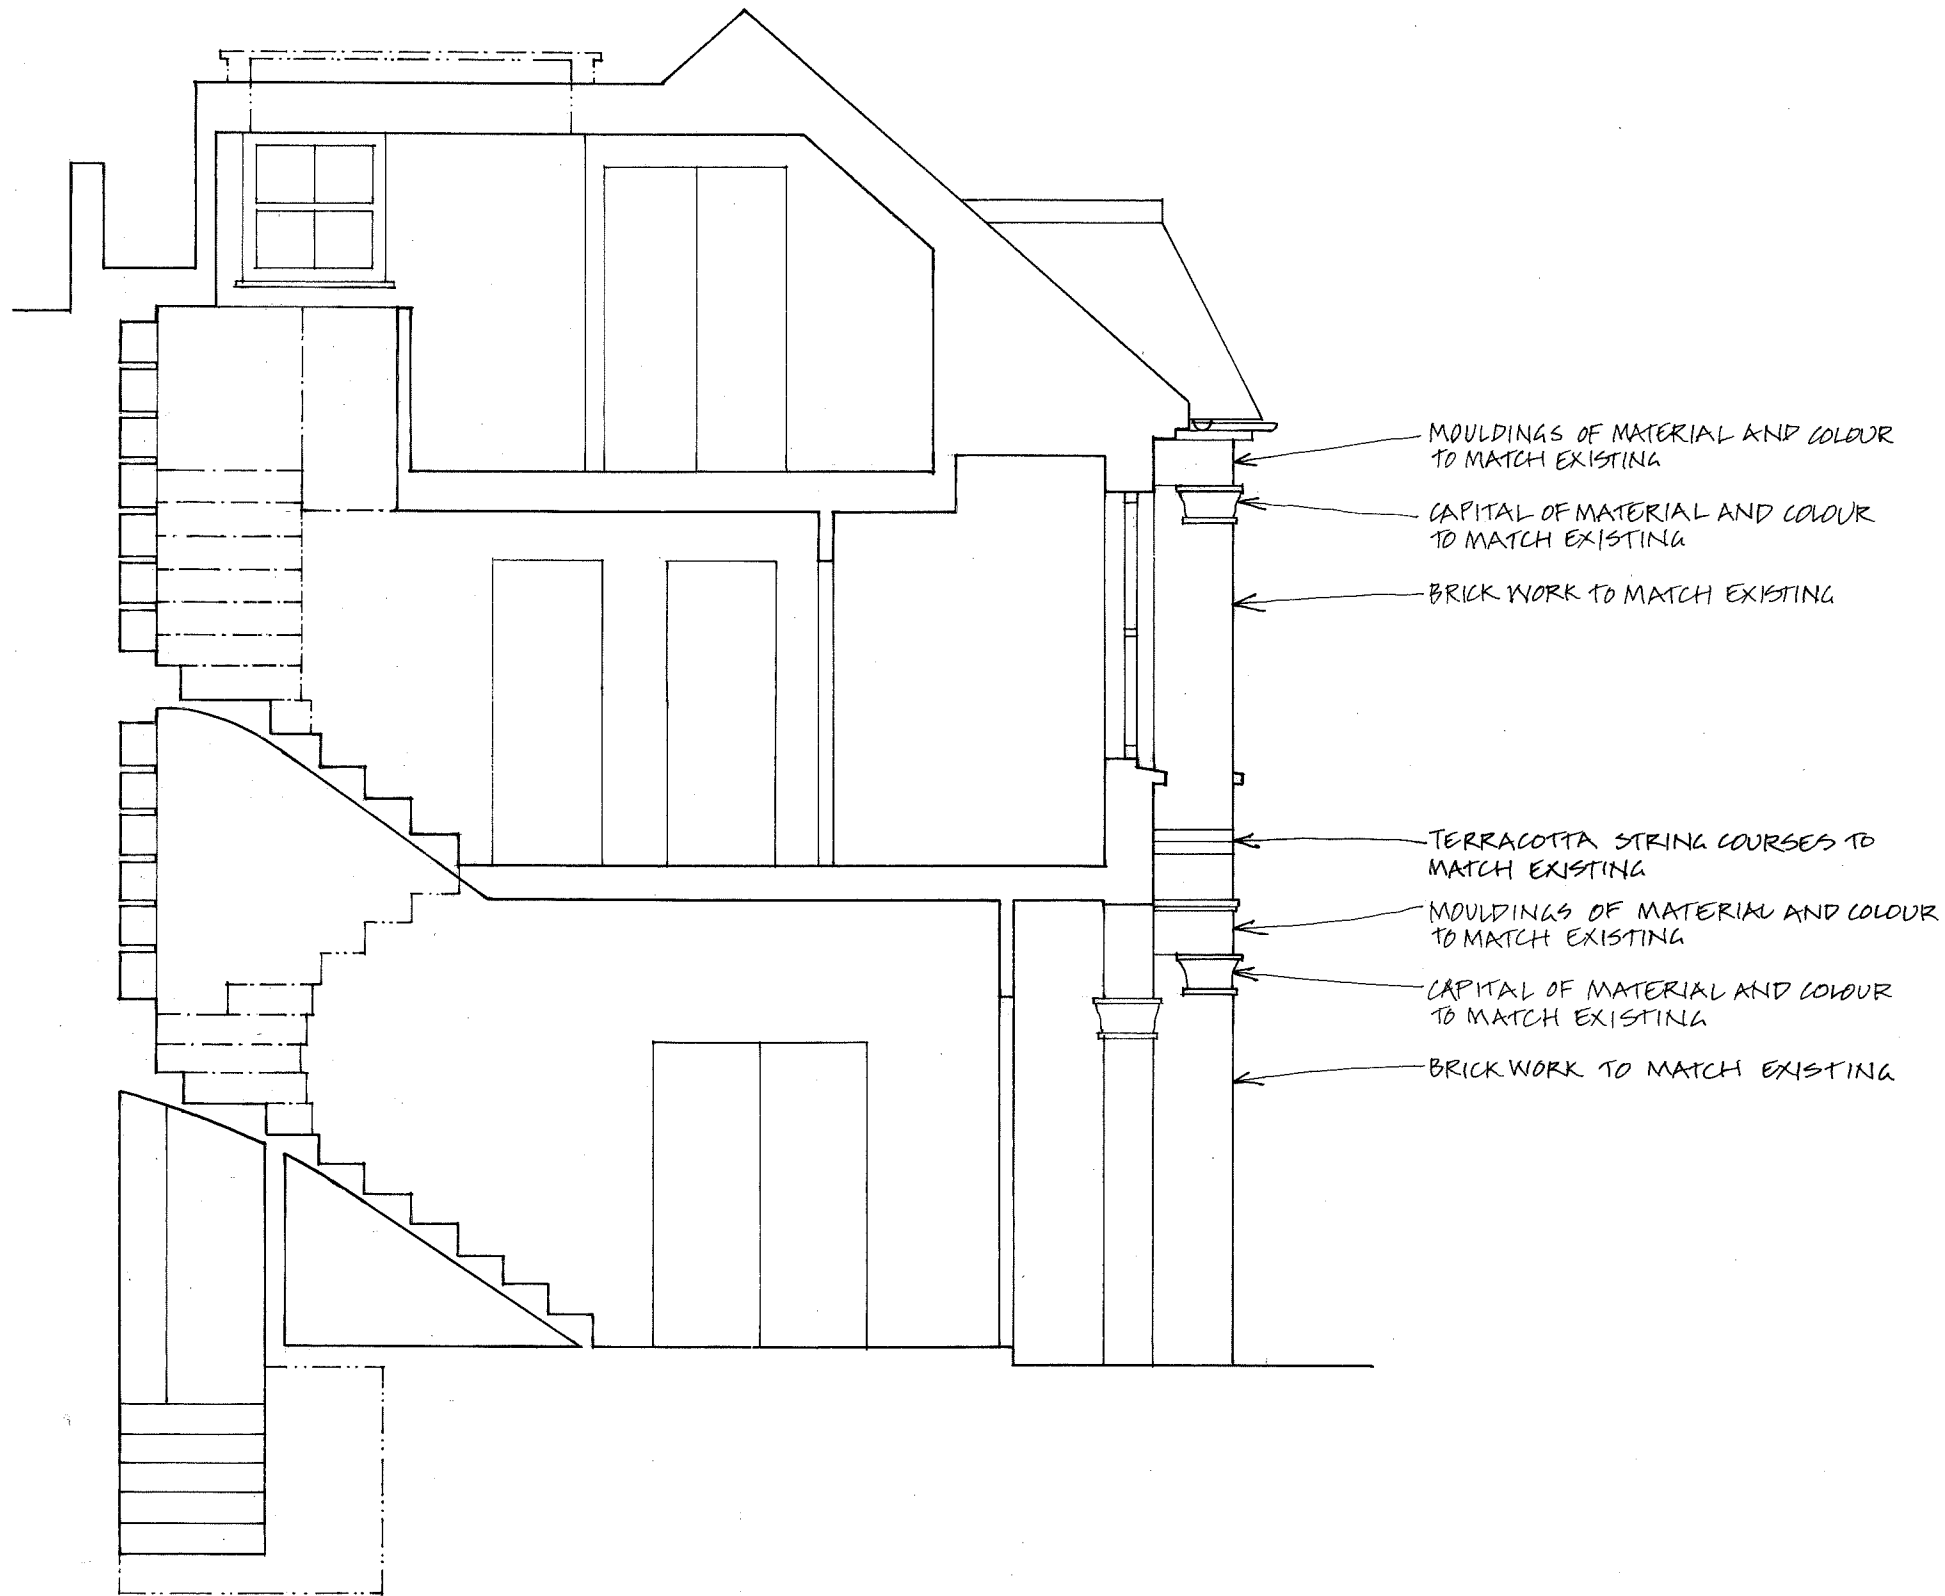 MOULDINGS OF MATERIAL AND COLOUR
TO MATCH EXISTING
CAPITAL OF MATERIAL AND COLOUR
TO MATCH EXISTING
BRICK WORK TO MATCH EXISTING
TERRACOTTA STRING COURSES TO
MATCH EXISTING
MOULDINGS OF MATERIAL AND COLOUR
TO MATCH EXISTING
CAPITAL OF MATERIAL AND COLOUR
TO MATCH EXISTING
BRICK WORK TO MATCH EXISTING